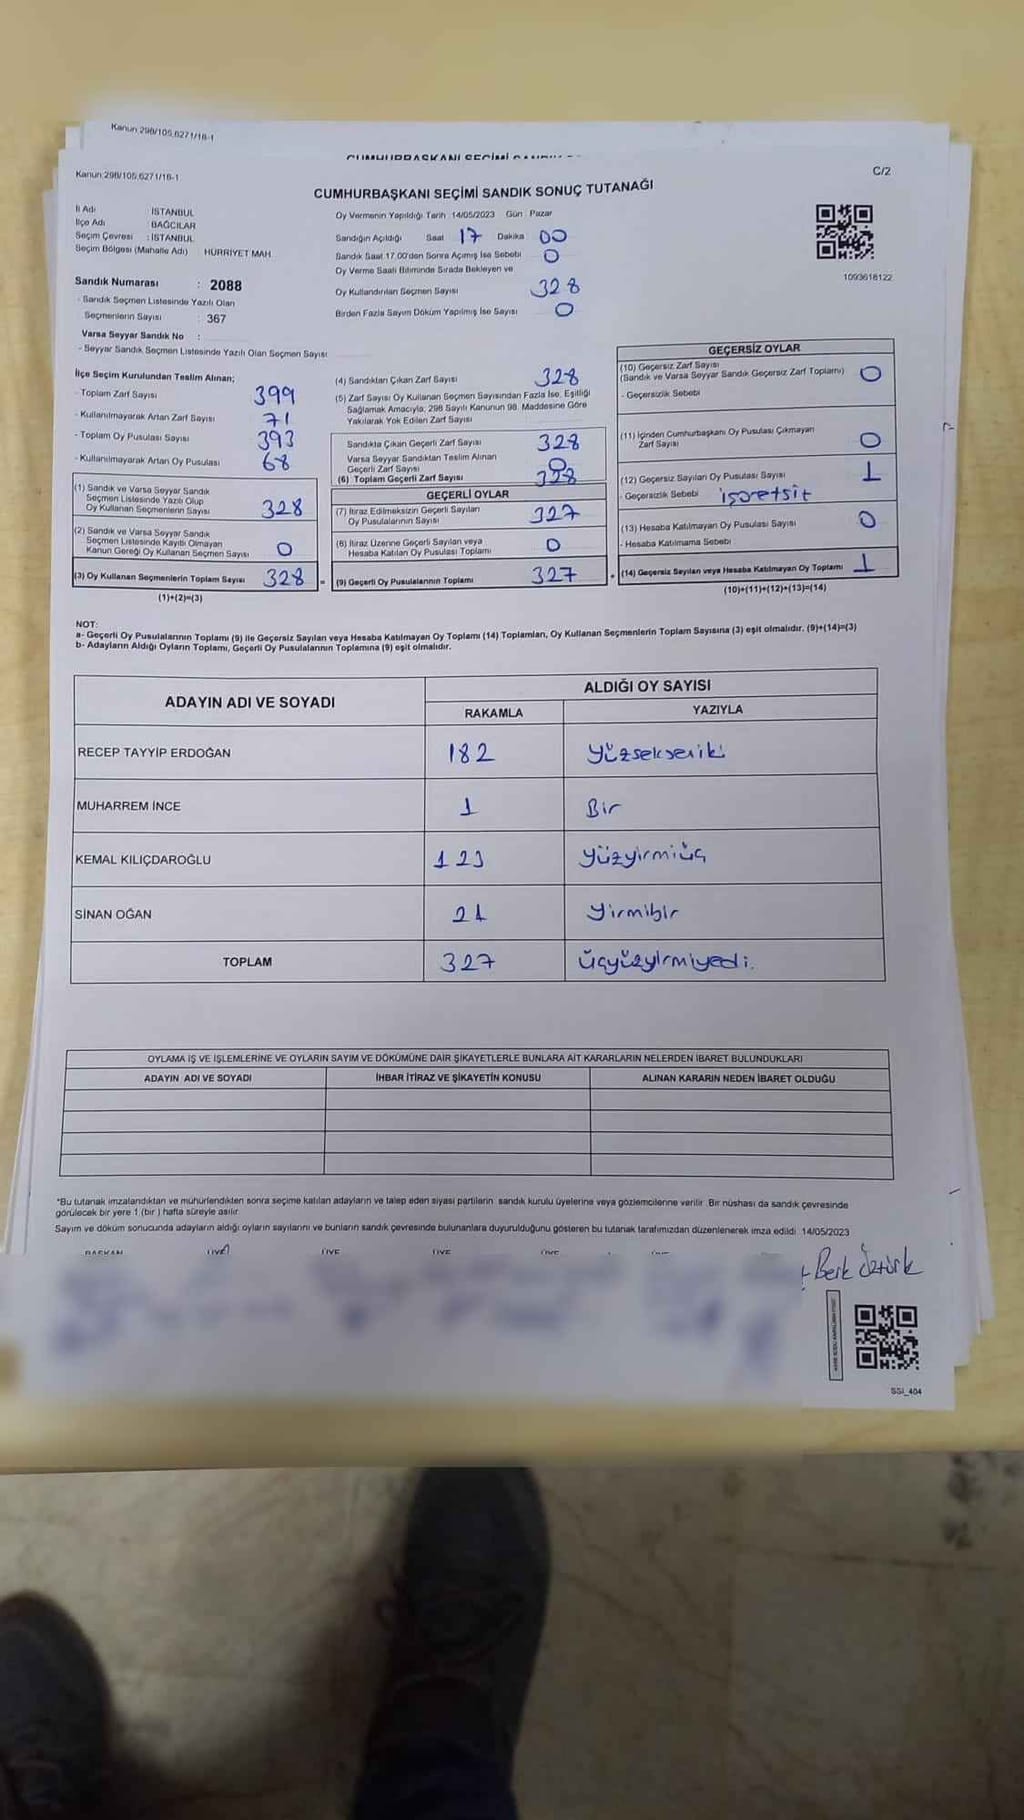 Kanun:298/105,6271/18-1
Kanun:298/105,6271/18-1
C/2
CUMHURBAŞKANI SEÇİMİ SANDIK SONUÇ TUTANAĞI
İl Adı : İSTANBUL
İlçe Adı : BAĞCILAR
Seçim Çevresi : İSTANBUL
Seçim Bölgesi (Mahalle Adı) HÜRRİYET MAH.
Sandık Numarası : 2088
- Sandık Seçmen Listesinde Yazılı Olan
Seçmenlerin Sayısı : 367
Varsa Seyyar Sandık No :
- Seyyar Sandık Seçmen Listesinde Yazılı Olan Seçmen Sayısı
Oy Vermenin Yapıldığı Tarih 14/05/2023 Gün Pazar
Sandığın Açıldığı Saat 17 Dakika 00
Sandık Saat 17.00'den Sonra Açımış İse Sebebi 0
Oy Verme Saati Bitiminde Sırada Bekleyen ve
Oy Kullandırılan Seçmen Sayısı 328
Birden Fazla Sayım Döküm Yapılmış İse Sayısı 0
1093618122
İlçe Seçim Kurulundan Teslim Alınan;
- Toplam Zarf Sayısı 399
- Kullanılmayarak Artan Zarf Sayısı 71
- Toplam Oy Pusulası Sayısı 393
- Kullanılmayarak Artan Oy Pusulası 68
(1) Sandık ve Varsa Seyyar Sandık
Seçmen Listesinde Yazılı Olup
Oy Kullanan Seçmenlerin Sayısı 328
(2) Sandık ve Varsa Seyyar Sandık
Seçmen Listesinde Kayıtlı Olmayan
Kanun Gereği Oy Kullanan Seçmen Sayısı 0
(3) Oy Kullanan Seçmenlerin Toplam Sayısı 328 =
(1)+(2)=(3)
(4) Sandıktan Çıkan Zarf Sayısı 328
(5) Zarf Sayısı Oy Kullanan Seçmen Sayısından Fazla İse, Eşitliği
Sağlamak Amacıyla, 298 Sayılı Kanunun 98. Maddesine Göre
Yakılarak Yok Edilen Zarf Sayısı
Sandıkta Çıkan Geçerli Zarf Sayısı 328
Varsa Seyyar Sandıktan Teslim Alınan
Geçerli Zarf Sayısı 0
(6) Toplam Geçerli Zarf Sayısı 328
GEÇERLİ OYLAR
(7) İtiraz Edilmeksizin Geçerli Sayılan
Oy Pusulalarının Sayısı 327
(8) İtiraz Üzerine Geçerli Sayılan veya
Hesaba Katılan Oy Pusulası Toplamı 0
(9) Geçerli Oy Pusulalarının Toplamı 327 +
GEÇERSİZ OYLAR
(10) Geçersiz Zarf Sayısı
(Sandık ve Varsa Seyyar Sandık Geçersiz Zarf Toplamı) 0
- Geçersizlik Sebebi
(11) İçinden Cumhurbaşkanı Oy Pusulası Çıkmayan
Zarf Sayısı 0
(12) Geçersiz Sayılan Oy Pusulası Sayısı 1
- Geçersizlik Sebebi işaretsit
(13) Hesaba Katılmayan Oy Pusulası Sayısı 0
- Hesaba Katılmama Sebebi
(14) Geçersiz Sayılan veya Hesaba Katılmayan Oy Toplamı 1
(10)+(11)+(12)+(13)=(14)
NOT:
a- Geçerli Oy Pusulalarının Toplamı (9) ile Geçersiz Sayılan veya Hesaba Katılmayan Oy Toplamı (14) Toplamları, Oy Kullanan Seçmenlerin Toplam Sayısına (3) eşit olmalıdır. (9)+(14)=(3)
b- Adayların Aldığı Oyların Toplamı, Geçerli Oy Pusulalarının Toplamına (9) eşit olmalıdır.
ADAYIN ADI VE SOYADI ALDIĞI OY SAYISI
RAKAMLA YAZIYLA
RECEP TAYYİP ERDOĞAN 182 Yüzsekseniki
MUHARREM İNCE 1 Bir
KEMAL KILIÇDAROĞLU 123 Yüzyirmiüç
SİNAN OĞAN 21 Yirmibir
TOPLAM 327 Üçyüzyirmiyedi.
OYLAMA İŞ VE İŞLEMLERİNE VE OYLARIN SAYIM VE DÖKÜMÜNE DAİR ŞİKAYETLERLE BUNLARA AİT KARARLARIN NELERDEN İBARET BULUNDUKLARI
ADAYIN ADI VE SOYADI İHBAR İTİRAZ VE ŞİKAYETİN KONUSU ALINAN KARARIN NEDEN İBARET OLDUĞU
*Bu tutanak imzalandıktan ve mühürlendikten sonra seçime katılan adayların ve talep eden siyasi partilerin sandık kurulu üyelerine veya gözlemcilerine verilir. Bir nüshası da sandık çevresinde
görülecek bir yere 1 (bir) hafta süreyle asılır.
Sayım ve döküm sonucunda adayların aldığı oyların sayılarını ve bunların sandık çevresinde bulunanlara duyurulduğunu gösteren bu tutanak tarafımızdan düzenlenerek imza edildi. 14/05/2023
BAŞKAN ÜYE ÜYE ÜYE ÜYE
Berk Öztürk
SSI_404